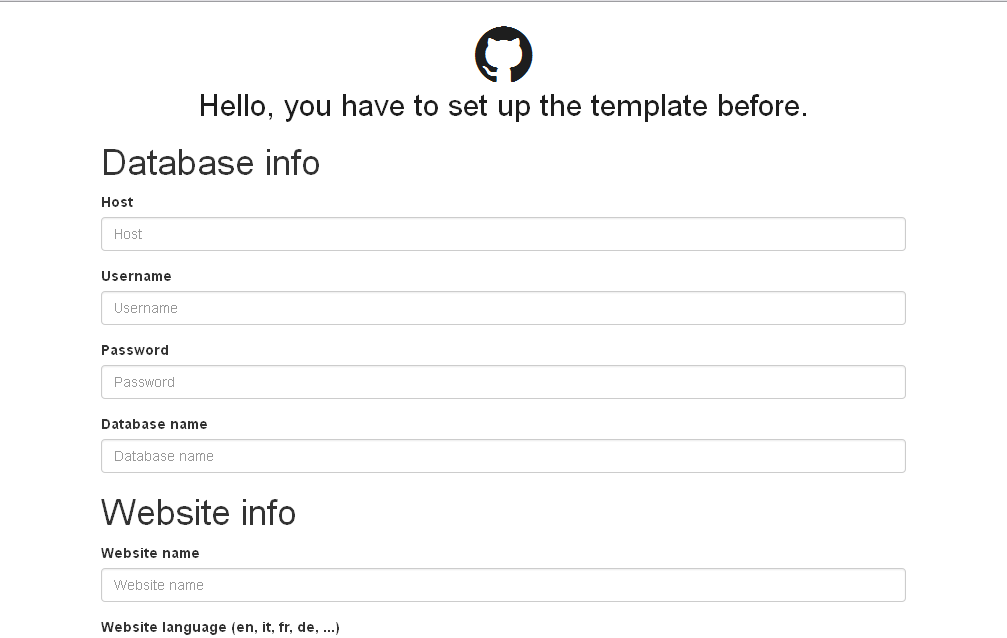 Hello, you have to set up the template before.
Database info
Host
Host
Username
Username
Password
Password
Database name
Database name
Website info
Website name
Website name
Website language (en, it, fr, de, ...)